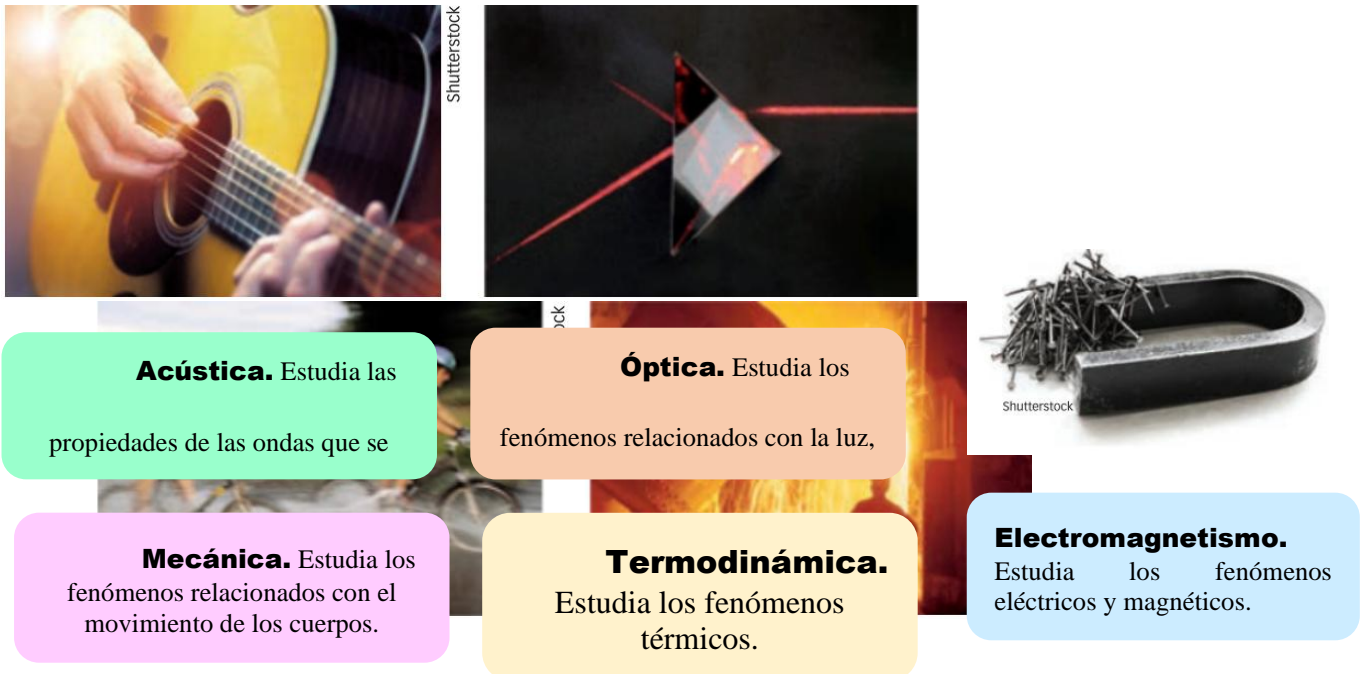 Shutterstock
ock
Acústica. Estudia las
propiedades de las ondas que se
Óptica. Estudia los
fenómenos relacionados con la luz,
Shutterstock
Mecánica. Estudia los
fenómenos relacionados con el
movimiento de los cuerpos.
Termodinámica.
Estudia los fenómenos
térmicos.
Electromagnetismo.
Estudia los fenómenos
eléctricos y magnéticos.